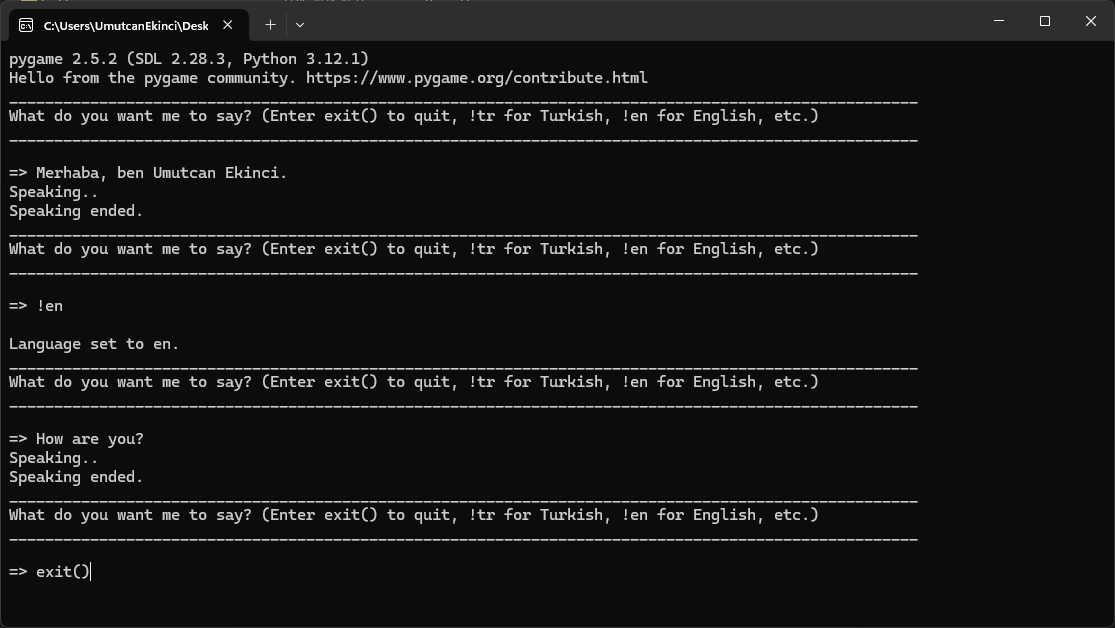 C:\Users\UmutcanEkinci\Desk
pygame 2.5.2 (SDL 2.28.3, Python 3.12.1)
Hello from the pygame community. https://www.pygame.org/contribute.html
What do you want me to say? (Enter exit() to quit, !tr for Turkish, !en for English, etc.)
=> Merhaba, ben Umutcan Ekinci.
Speaking..
Speaking ended.
What do you want me to say? (Enter exit() to quit, !tr for Turkish, !en for English, etc.)
=> !en
Language set to en.
What do you want me to say? (Enter exit() to quit, !tr for Turkish, !en for English, etc.)
=> How are you?
Speaking..
Speaking ended.
What do you want me to say? (Enter exit() to quit, !tr for Turkish, !en for English, etc.)
=> exit()